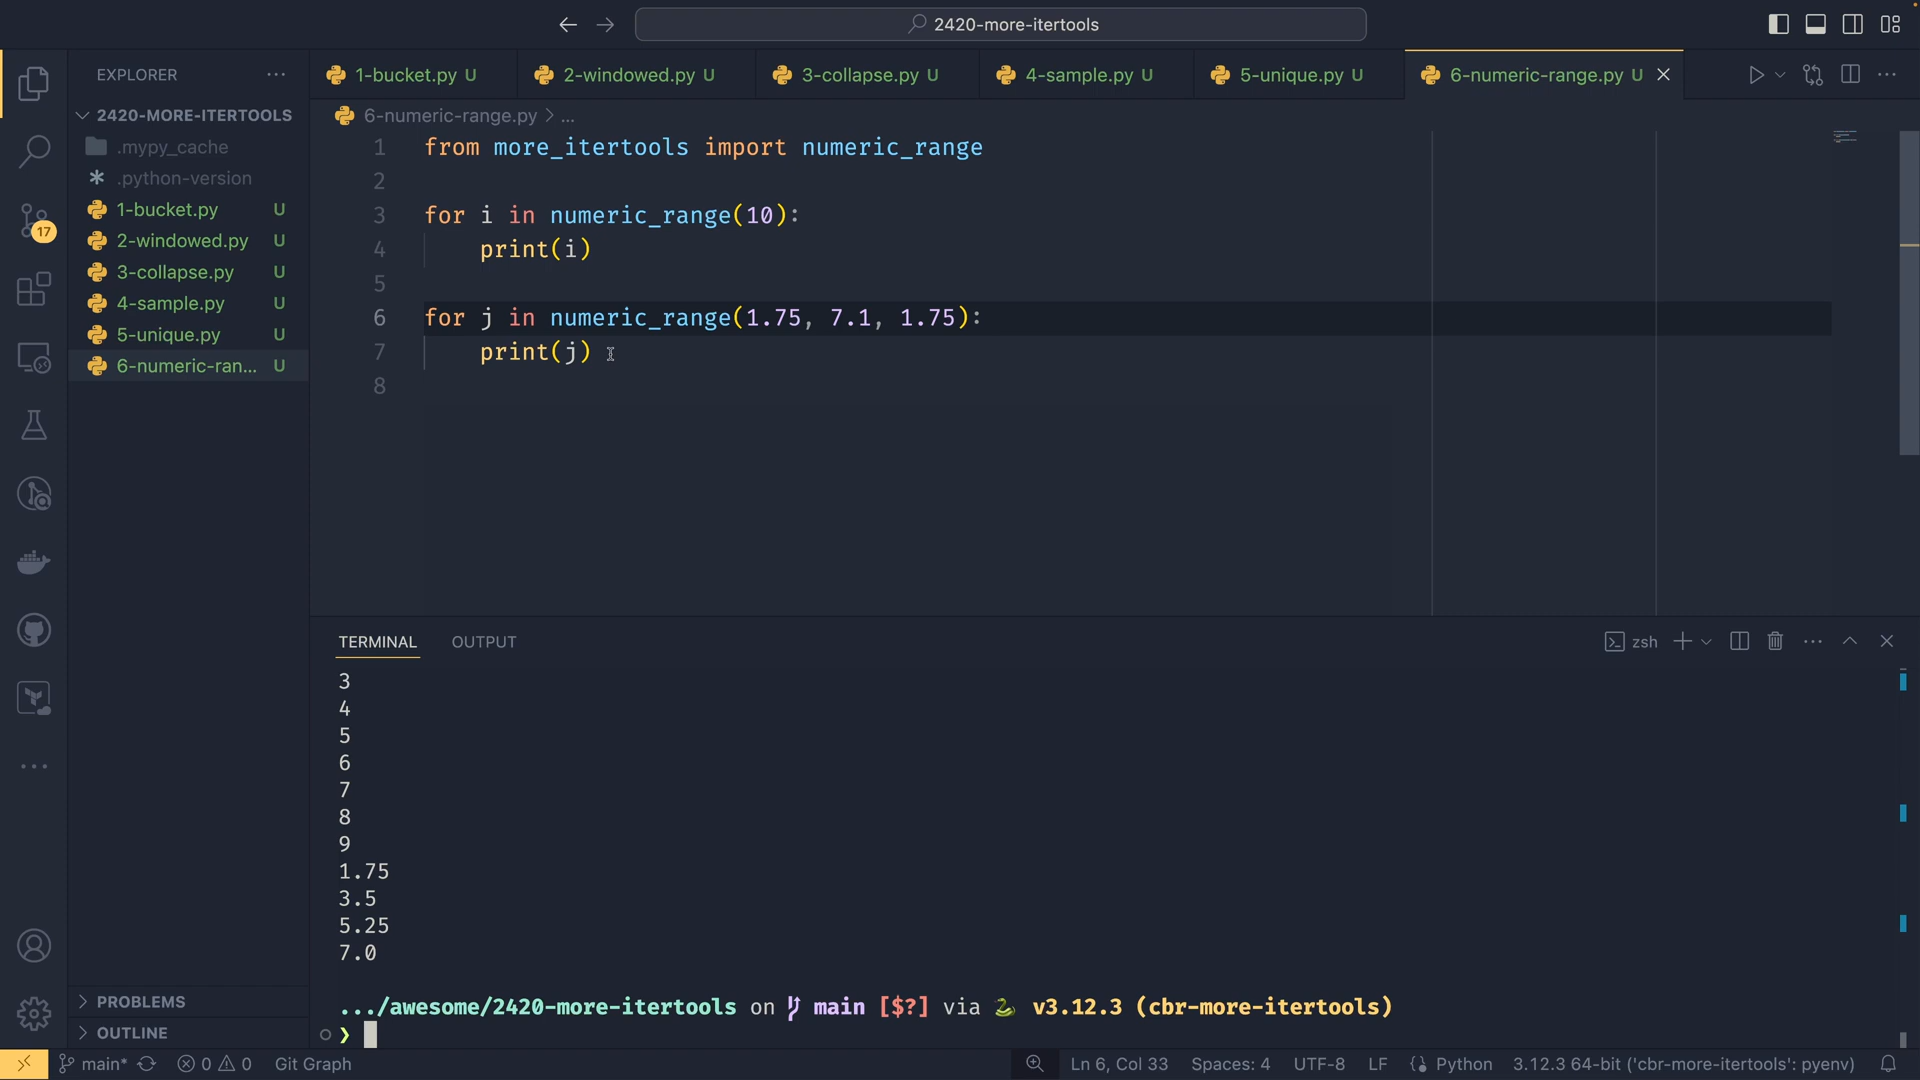 2420-more-itertools
EXPLORER
1-bucket.py U
2-windowed.py U
3-collapse.py U
4-sample.py U
5-unique.py U
6-numeric-range.py U
2420-MORE-ITERTOOLS
.mypy_cache
.python-version
1-bucket.py U
2-windowed.py U
3-collapse.py U
4-sample.py U
5-unique.py U
6-numeric-ran... U
17
6-numeric-range.py > ...
1 from more_itertools import numeric_range
2
3 for i in numeric_range(10):
4 print(i)
5
6 for j in numeric_range(1.75, 7.1, 1.75):
7 print(j)
8
TERMINAL OUTPUT
zsh
3
4
5
6
7
8
9
1.75
3.5
5.25
7.0
.../awesome/2420-more-itertools on main [$?] via v3.12.3 (cbr-more-itertools)
❯
PROBLEMS
OUTLINE
main* 0 0 Git Graph
Ln 6, Col 33 Spaces: 4 UTF-8 LF Python 3.12.3 64-bit ('cbr-more-itertools': pyenv)